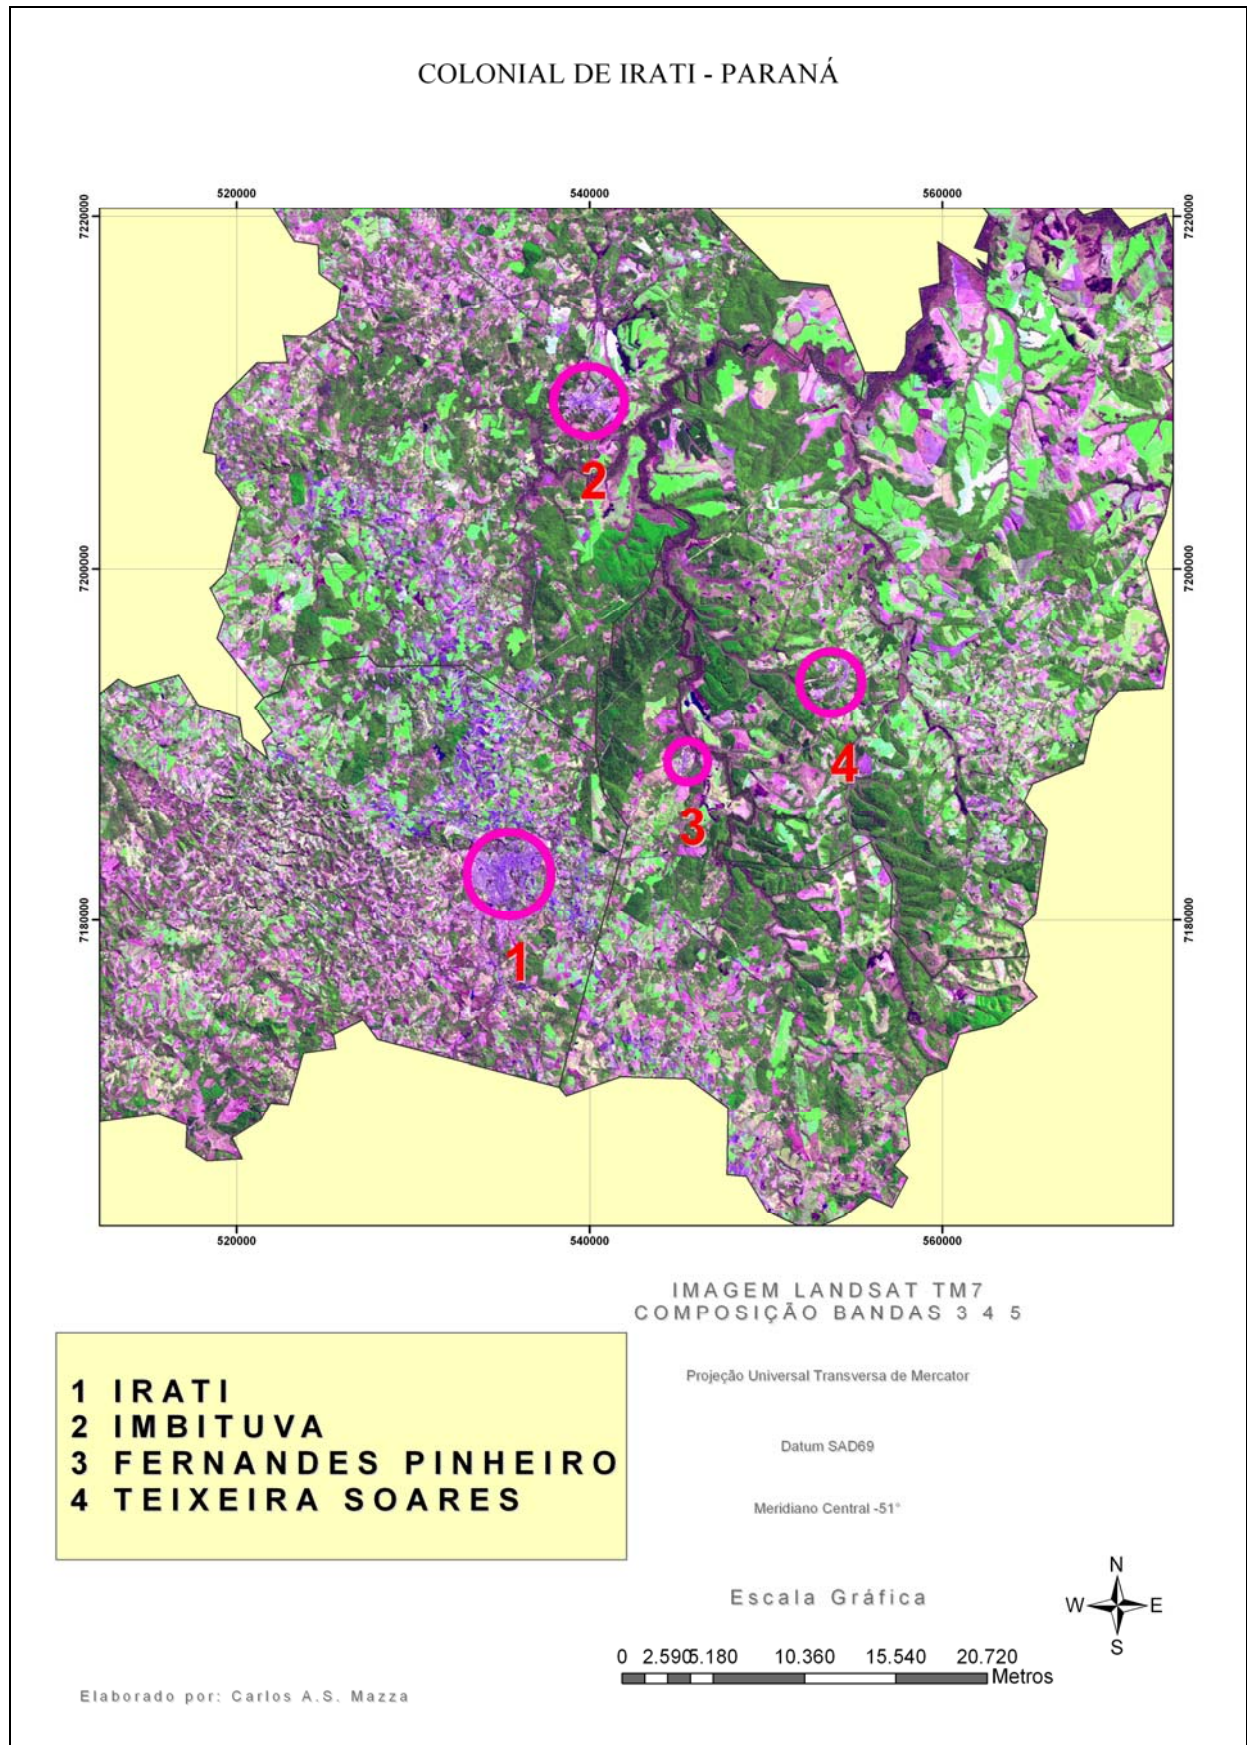 COLONIAL DE IRATI - PARANÁ
520000 540000 560000
7220000 7220000
2
7200000 7200000
4
3
7180000 7180000
1
520000 540000 560000
IMAGEM LANDSAT TM7
COMPOSIÇÃO BANDAS 3 4 5
Projeção Universal Transversa de Mercator
1 IRATI
2 IMBITUVA
3 FERNANDES PINHEIRO
4 TEIXEIRA SOARES
Datum SAD69
Meridiano Central -51°
Escala Gráfica
N
W E
S
0 2.590 5.180 10.360 15.540 20.720
Metros
Elaborado por: Carlos A.S. Mazza